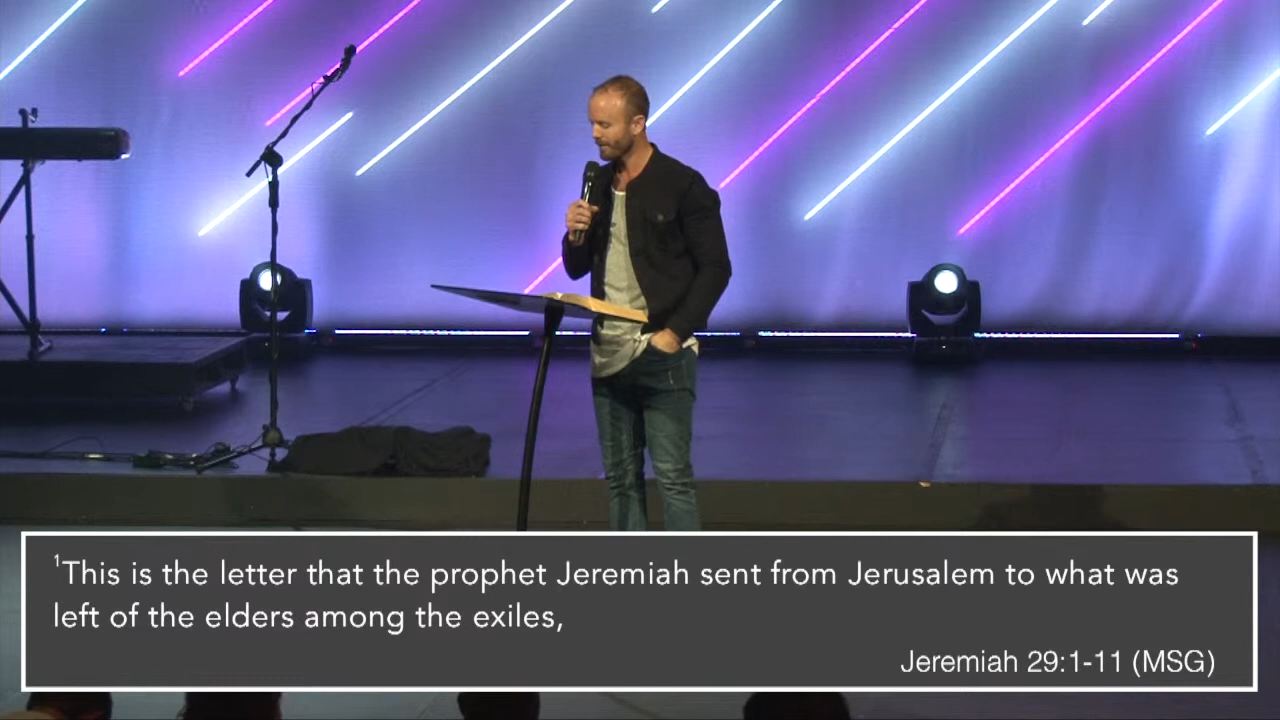 ¹This is the letter that the prophet Jeremiah sent from Jerusalem to what was
left of the elders among the exiles,
Jeremiah 29:1-11 (MSG)